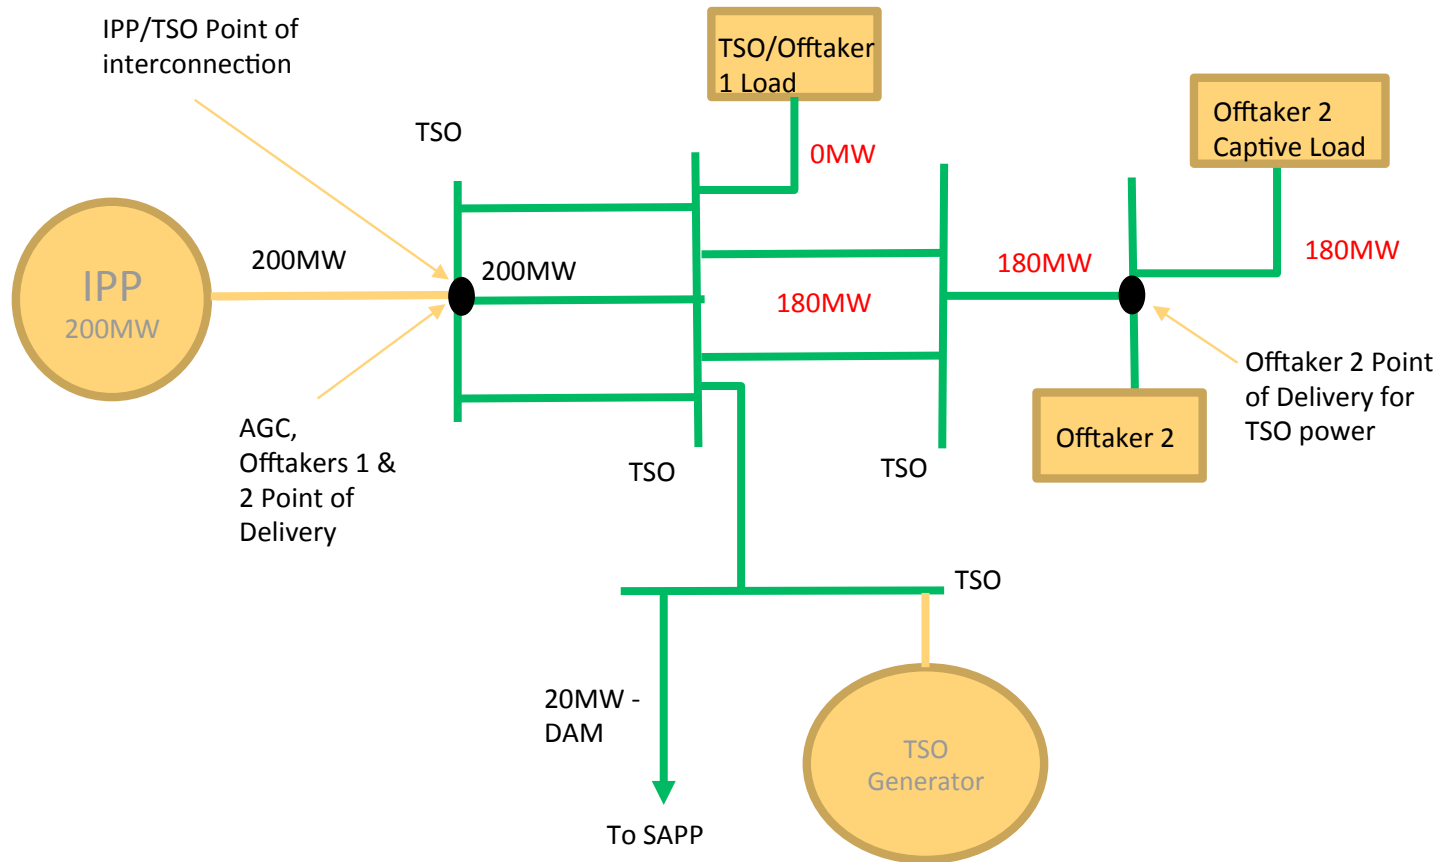 IPP/TSO Point of
interconnection
TSO/Offtaker
1 Load
Offtaker 2
Captive Load
TSO
0MW
200MW
200MW
180MW
180MW
180MW
IPP
200MW
Offtaker 2 Point
of Delivery for
TSO power
AGC,
Offtakers 1 &
2 Point of
Delivery
TSO
TSO
Offtaker 2
TSO
20MW -
DAM
TSO
Generator
To SAPP